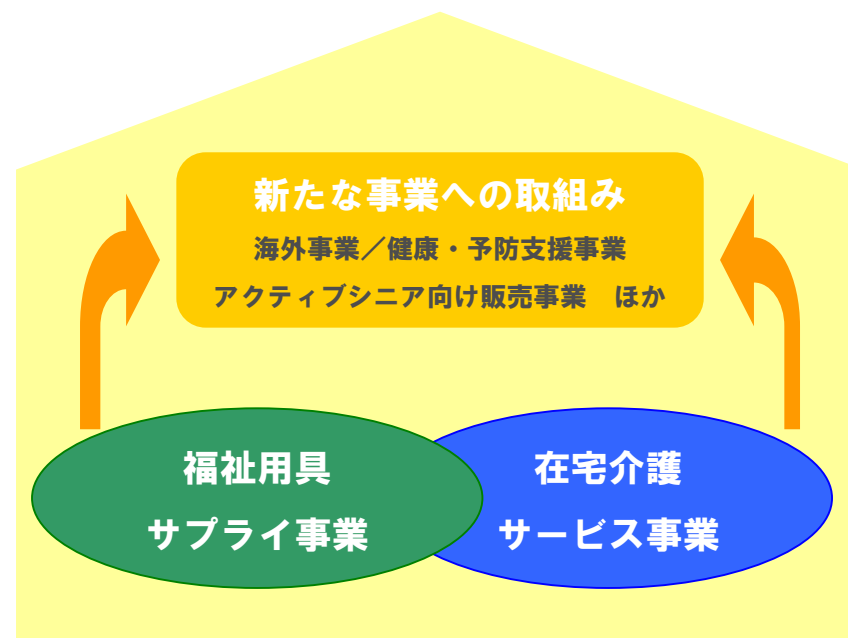 新たな事業への取組み
海外事業／健康・予防支援事業
アクティブシニア向け販売事業　ほか
福祉用具
サプライ事業
在宅介護
サービス事業